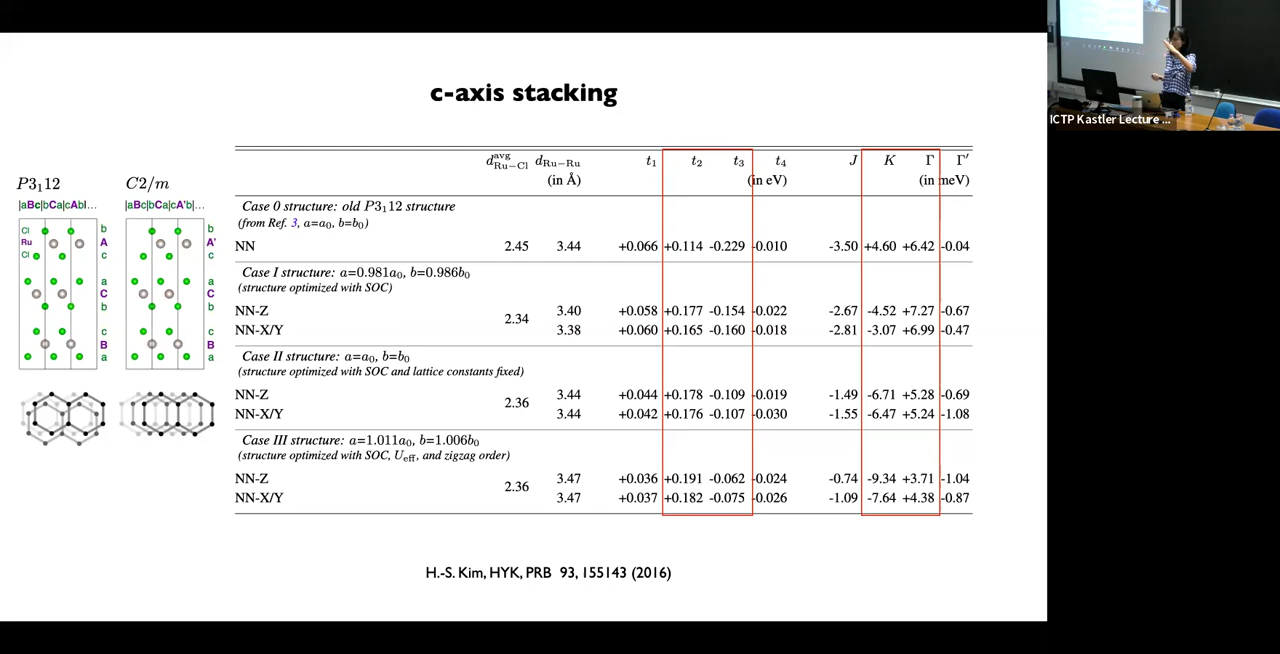 c-axis stacking
P3₁12 C2/m
|aBc|bCa|cAb|... |aBc|bCa|cA'b|...
Cl b b
Ru A A'
Cl c c
a a
C C
b b
c c
B B
a a
d^avg_Ru−Cl d_Ru−Ru t₁ t₂ t₃ t₄ J K Γ Γ′
(in Å) (in eV) (in meV)
Case 0 structure: old P3₁12 structure
(from Ref. 3, a=a₀, b=b₀)
NN 2.45 3.44 +0.066 +0.114 -0.229 -0.010 -3.50 +4.60 +6.42 -0.04
Case I structure: a=0.981a₀, b=0.986b₀
(structure optimized with SOC)
NN-Z 3.40 +0.058 +0.177 -0.154 -0.022 -2.67 -4.52 +7.27 -0.67
2.34
NN-X/Y 3.38 +0.060 +0.165 -0.160 -0.018 -2.81 -3.07 +6.99 -0.47
Case II structure: a=a₀, b=b₀
(structure optimized with SOC and lattice constants fixed)
NN-Z 3.44 +0.044 +0.178 -0.109 -0.019 -1.49 -6.71 +5.28 -0.69
2.36
NN-X/Y 3.44 +0.042 +0.176 -0.107 -0.030 -1.55 -6.47 +5.24 -1.08
Case III structure: a=1.011a₀, b=1.006b₀
(structure optimized with SOC, U_eff, and zigzag order)
NN-Z 3.47 +0.036 +0.191 -0.062 -0.024 -0.74 -9.34 +3.71 -1.04
2.36
NN-X/Y 3.47 +0.037 +0.182 -0.075 -0.026 -1.09 -7.64 +4.38 -0.87
H.-S. Kim, HYK, PRB 93, 155143 (2016)
ICTP Kastler Lecture ...